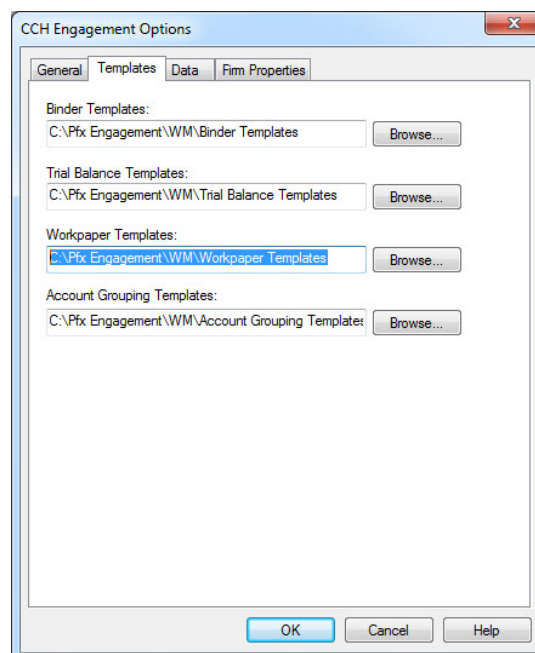 CCH Engagement Options
General Templates Data Firm Properties
Binder Templates:
C:\Pfx Engagement\WM\Binder Templates Browse...
Trial Balance Templates:
C:\Pfx Engagement\WM\Trial Balance Templates Browse...
Workpaper Templates:
C:\Pfx Engagement\WM\Workpaper Templates Browse...
Account Grouping Templates:
C:\Pfx Engagement\WM\Account Grouping Templates Browse...
OK Cancel Help